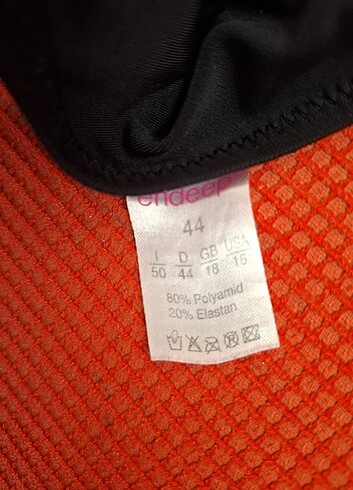 endeep
44
I D GB USA
50 44 18 16
80% Polyamid
20% Elastan